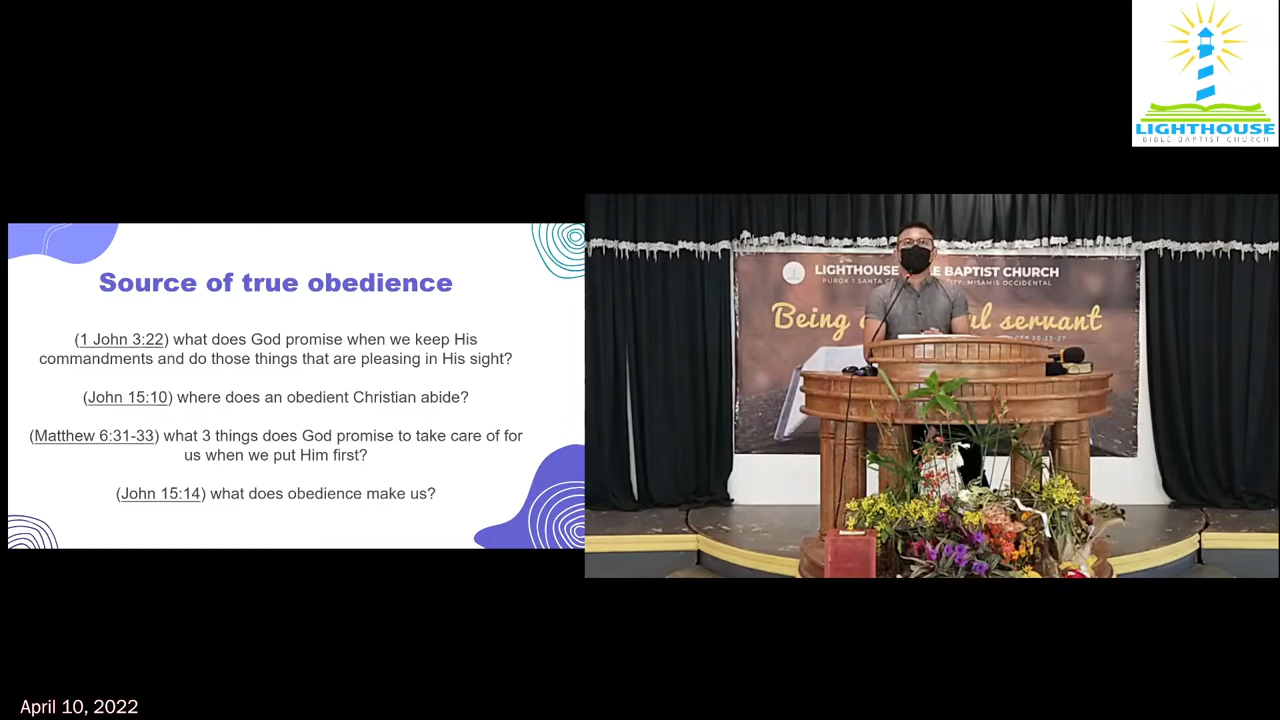 LIGHTHOUSE
BIBLE BAPTIST CHURCH
Source of true obedience
(1 John 3:22) what does God promise when we keep His
commandments and do those things that are pleasing in His sight?
(John 15:10) where does an obedient Christian abide?
(Matthew 6:31-33) what 3 things does God promise to take care of for
us when we put Him first?
(John 15:14) what does obedience make us?
LIGHTHOUSE BAPTIST CHURCH
PUROK 1 SANTA MISAMIS OCCIDENTAL
Being servant
April 10, 2022